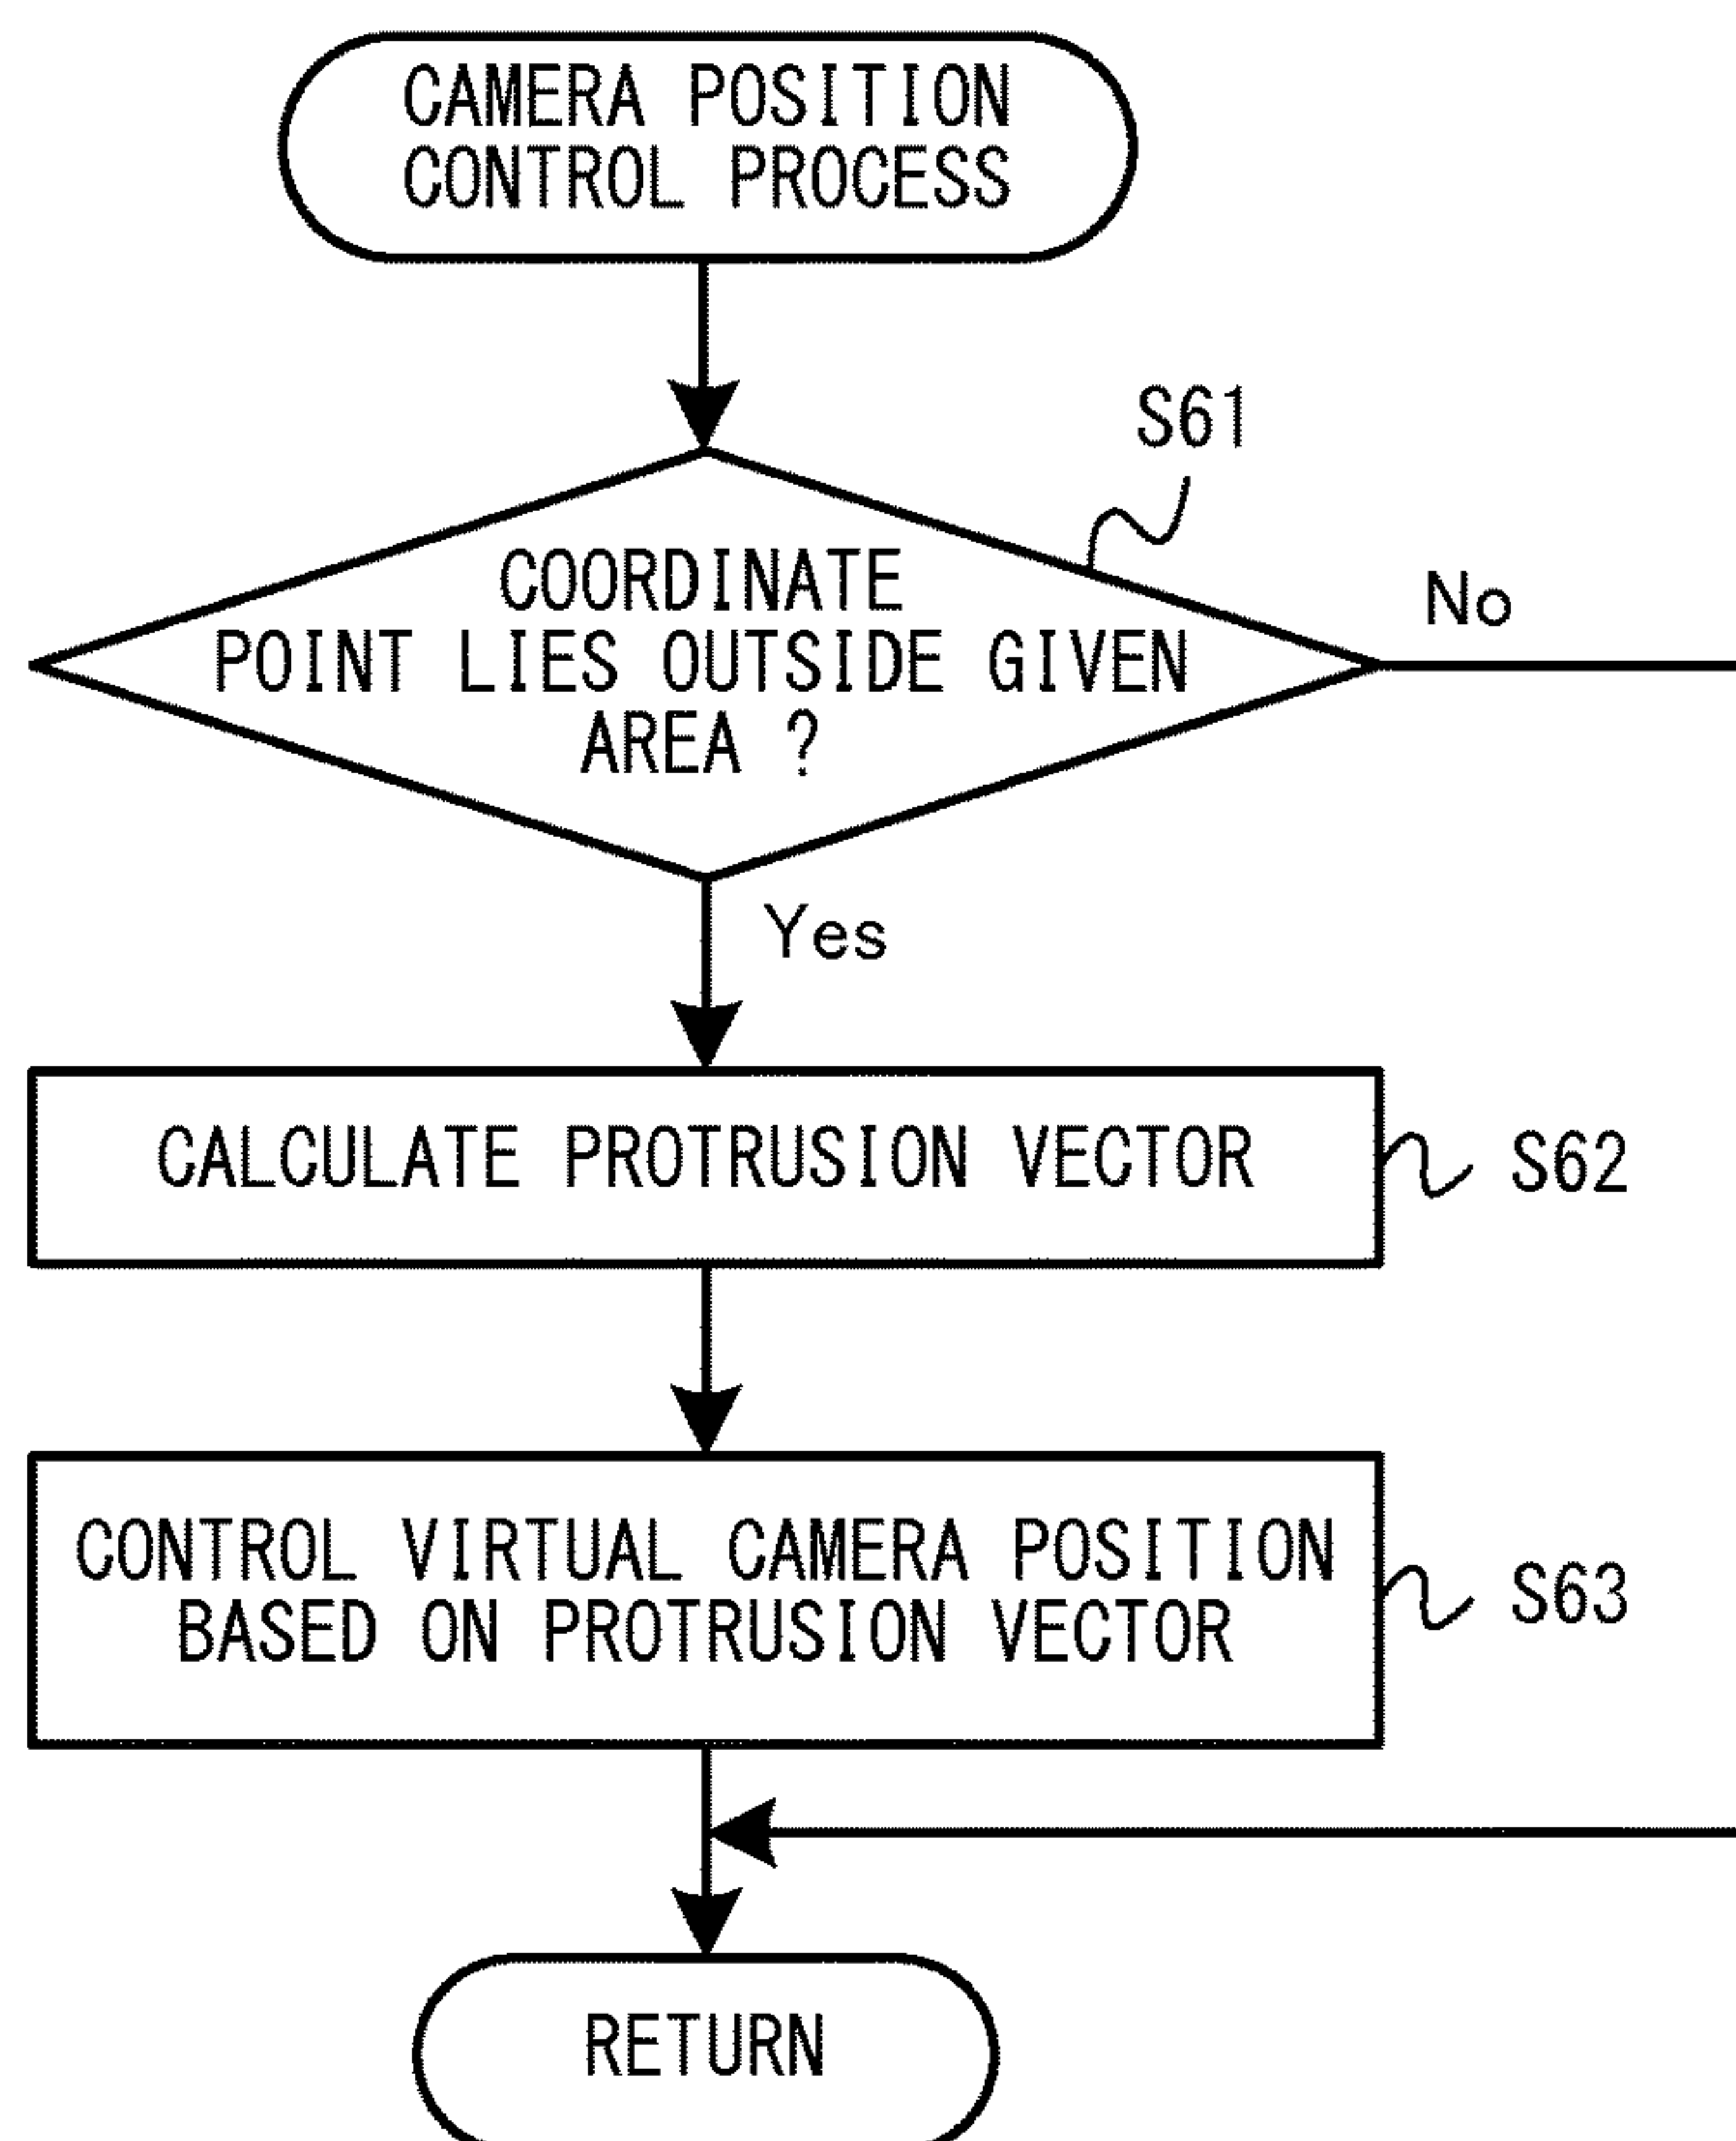 CAMERA POSITION
CONTROL PROCESS
S61
COORDINATE
POINT LIES OUTSIDE GIVEN
AREA ?
No
Yes
CALCULATE PROTRUSION VECTOR
S62
CONTROL VIRTUAL CAMERA POSITION
BASED ON PROTRUSION VECTOR
S63
RETURN